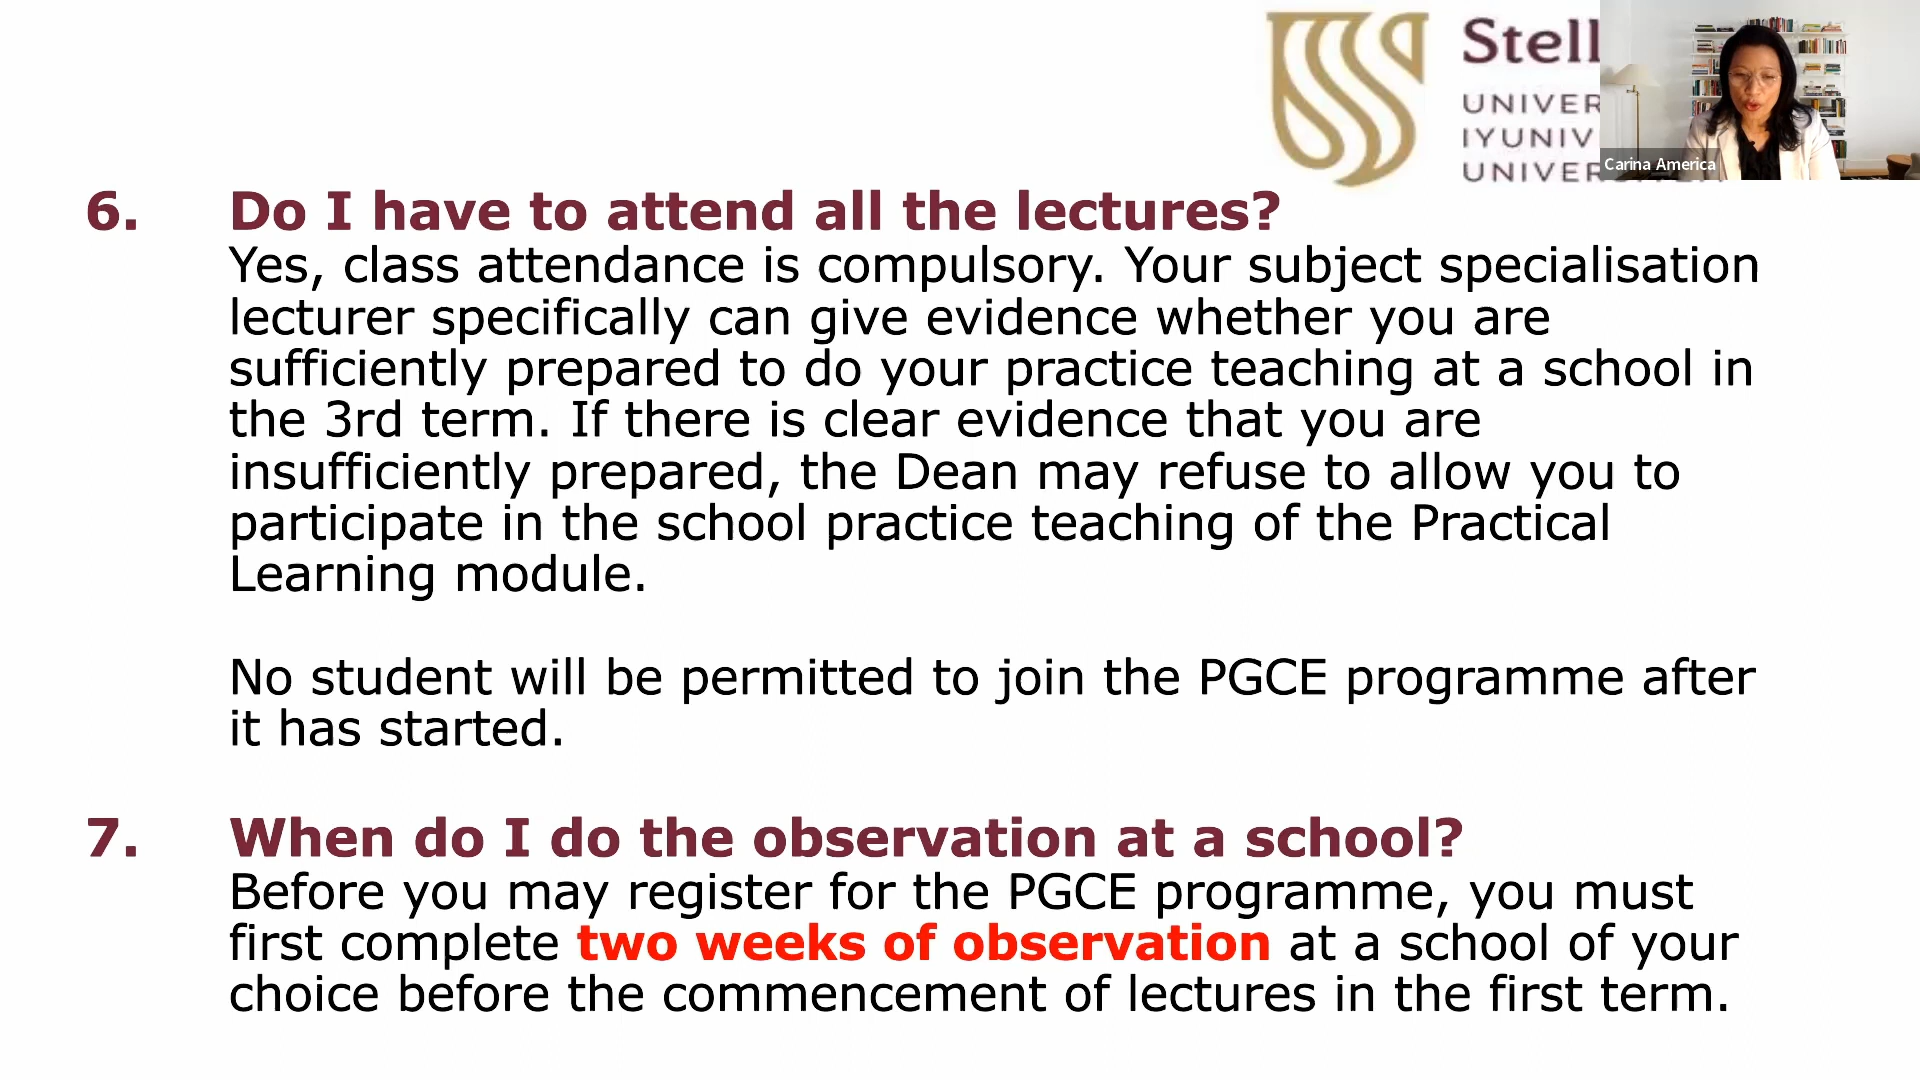 Stell
UNIVER
IYUNIV
UNIVER
Carina America
6. Do I have to attend all the lectures?
Yes, class attendance is compulsory. Your subject specialisation
lecturer specifically can give evidence whether you are
sufficiently prepared to do your practice teaching at a school in
the 3rd term. If there is clear evidence that you are
insufficiently prepared, the Dean may refuse to allow you to
participate in the school practice teaching of the Practical
Learning module.
No student will be permitted to join the PGCE programme after
it has started.
7. When do I do the observation at a school?
Before you may register for the PGCE programme, you must
first complete two weeks of observation at a school of your
choice before the commencement of lectures in the first term.